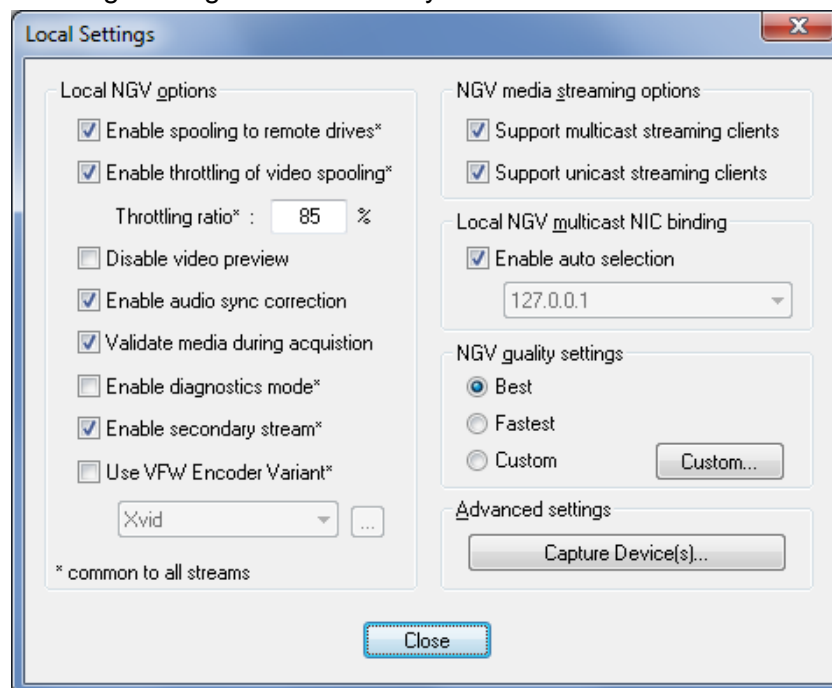 Local Settings
Local NGV options
Enable spooling to remote drives*
Enable throttling of video spooling*
Throttling ratio* : 85 %
Disable video preview
Enable audio sync correction
Validate media during acquistion
Enable diagnostics mode*
Enable secondary stream*
Use VFW Encoder Variant*
Xvid ...
* common to all streams
NGV media streaming options
Support multicast streaming clients
Support unicast streaming clients
Local NGV multicast NIC binding
Enable auto selection
127.0.0.1
NGV quality settings
Best
Fastest
Custom Custom...
Advanced settings
Capture Device(s)...
Close